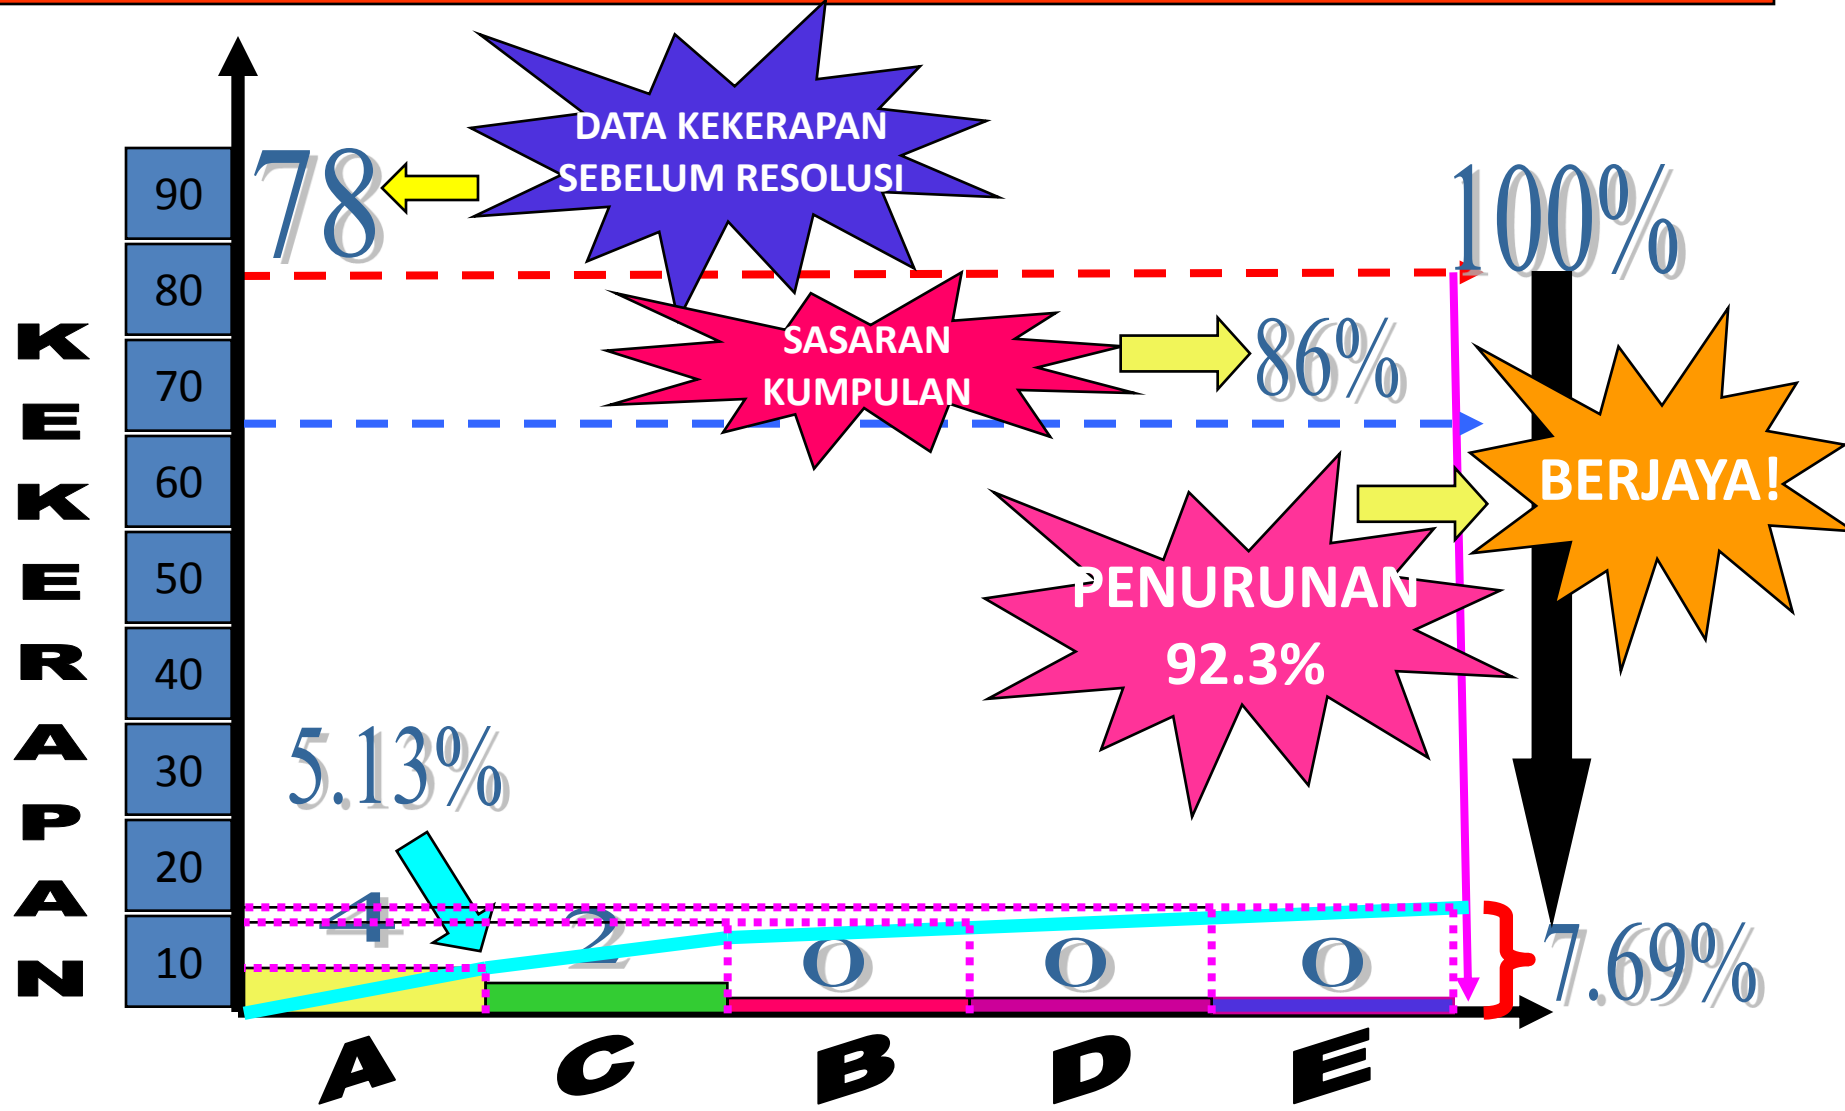 DATA KEKERAPAN
SEBELUM RESOLUSI
78
100%
SASARAN
KUMPULAN
86%
BERJAYA!
PENURUNAN
92.3%
KEKERAPAN
90
80
70
60
50
40
30
20
10
5.13%
4
2
0
0
0
7.69%
A
C
B
D
E